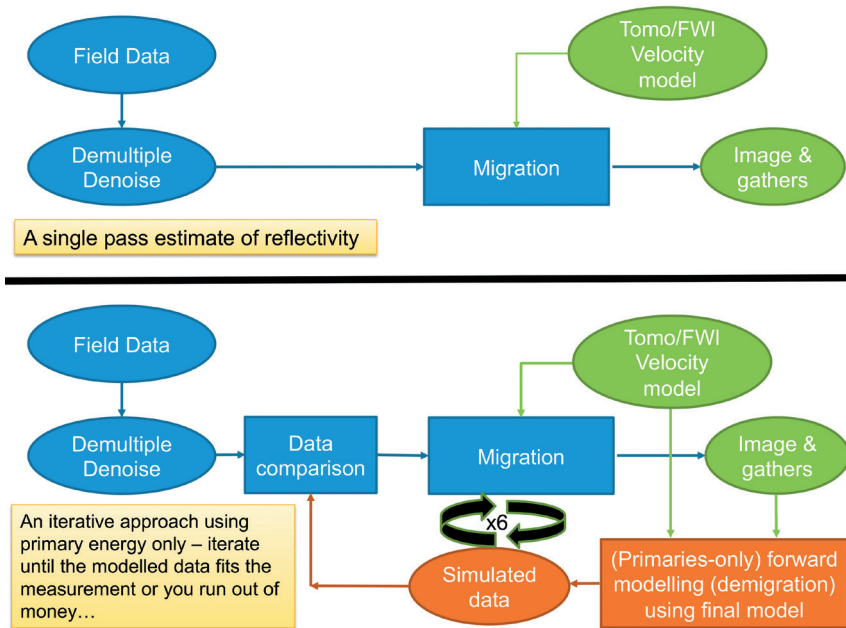 Field Data
Tomo/FWI
Velocity
model
Demultiple
Denoise
Migration
Image &
gathers
A single pass estimate of reflectivity
Field Data
Tomo/FWI
Velocity
model
Demultiple
Denoise
Data
comparison
Migration
Image &
gathers
An iterative approach using
primary energy only – iterate
until the modelled data fits the
measurement or you run out of
money…
x6
Simulated
data
(Primaries-only) forward
modelling (demigration)
using final model